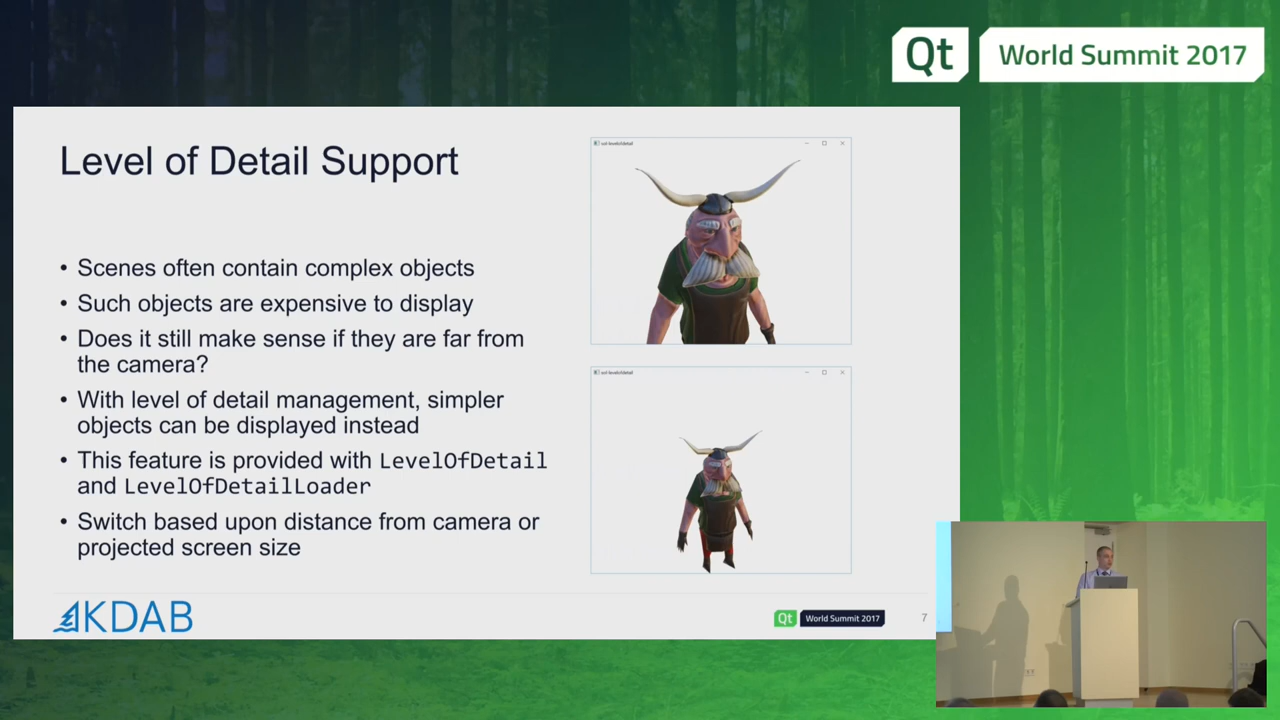 Qt
World Summit 2017
Level of Detail Support
• Scenes often contain complex objects
• Such objects are expensive to display
• Does it still make sense if they are far from
the camera?
• With level of detail management, simpler
objects can be displayed instead
• This feature is provided with LevelOfDetail
and LevelOfDetailLoader
• Switch based upon distance from camera or
projected screen size
KDAB
Qt
World Summit 2017
7